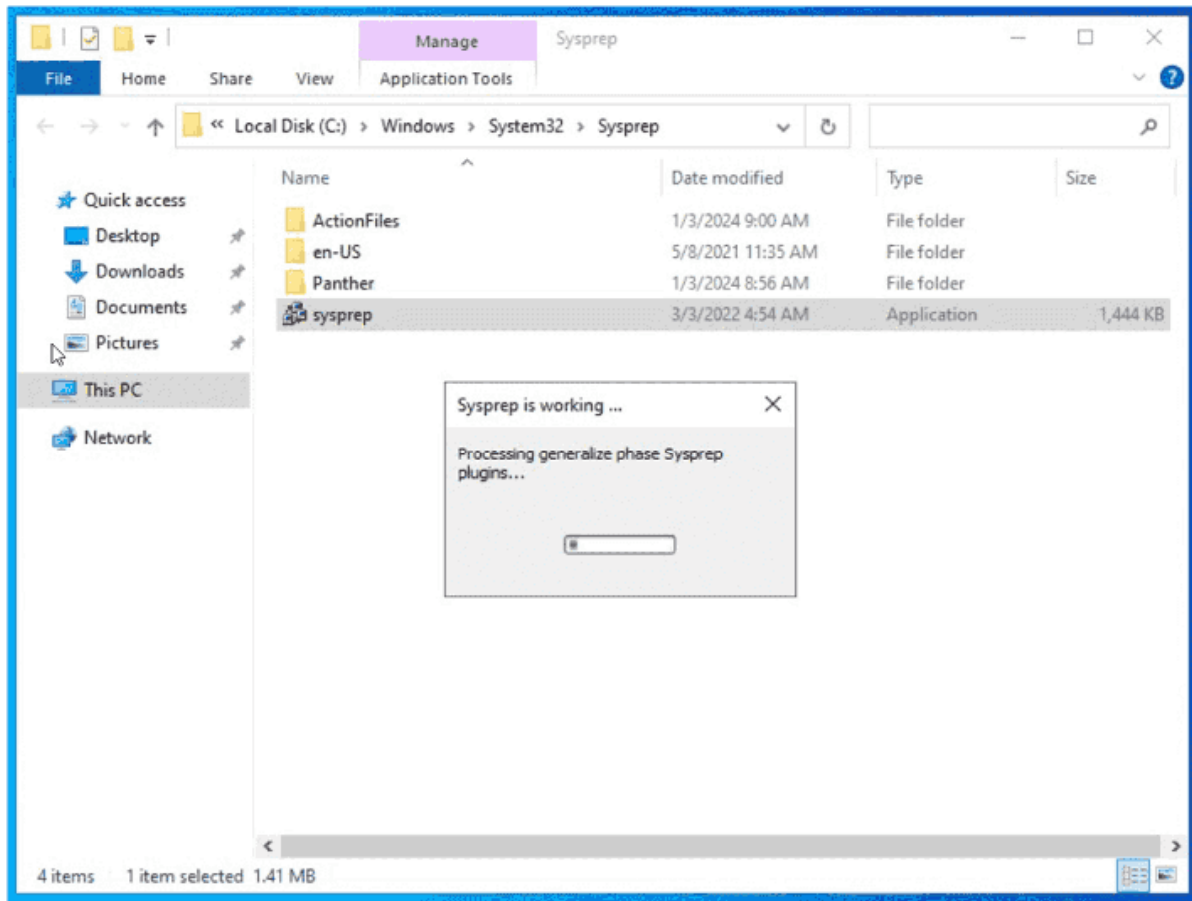 Manage Sysprep
File Home Share View Application Tools
« Local Disk (C:) > Windows > System32 > Sysprep
Name Date modified Type Size
Quick access
Desktop
Downloads
Documents
Pictures
This PC
Network
ActionFiles 1/3/2024 9:00 AM File folder
en-US 5/8/2021 11:35 AM File folder
Panther 1/3/2024 8:56 AM File folder
sysprep 3/3/2022 4:54 AM Application 1,444 KB
Sysprep is working ...
Processing generalize phase Sysprep
plugins...
4 items 1 item selected 1.41 MB